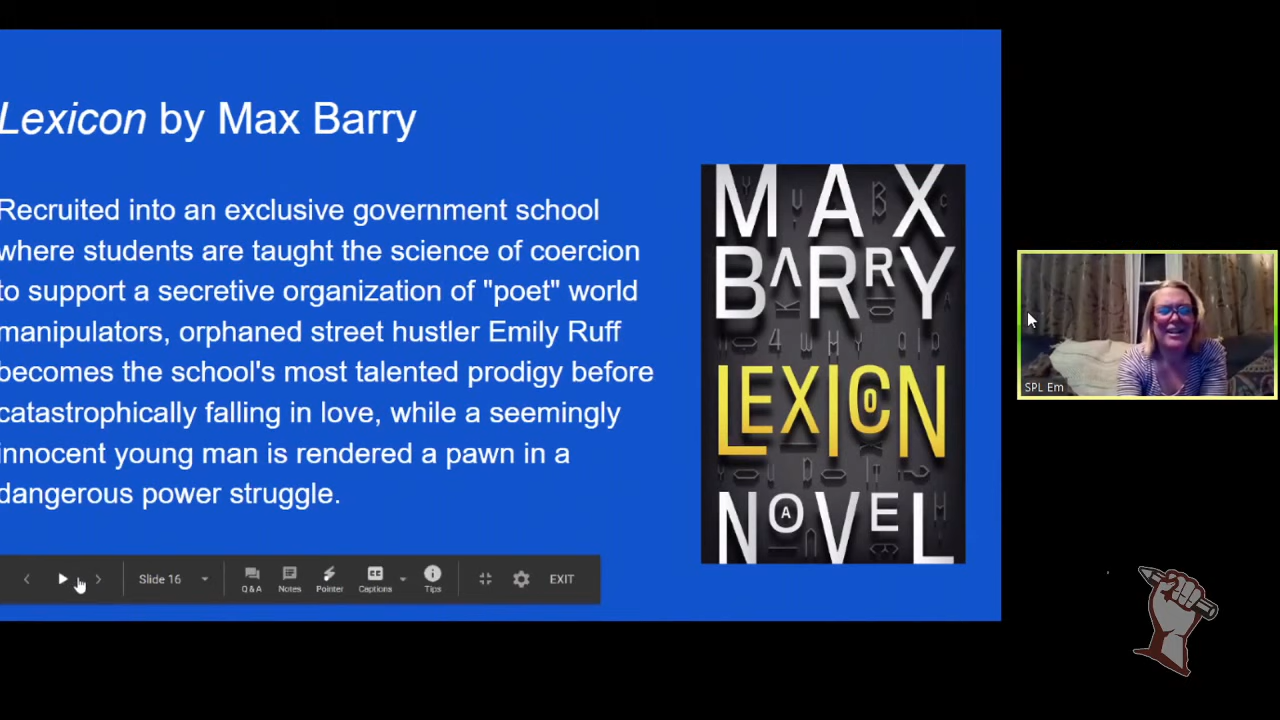 Lexicon by Max Barry
Recruited into an exclusive government school
where students are taught the science of coercion
to support a secretive organization of "poet" world
manipulators, orphaned street hustler Emily Ruff
becomes the school's most talented prodigy before
catastrophically falling in love, while a seemingly
innocent young man is rendered a pawn in a
dangerous power struggle.
MAX
BARRY
LEXICON
A
NOVEL
SPL Em
Slide 16
Q&A
Notes
Pointer
CC
Captions
Tips
EXIT